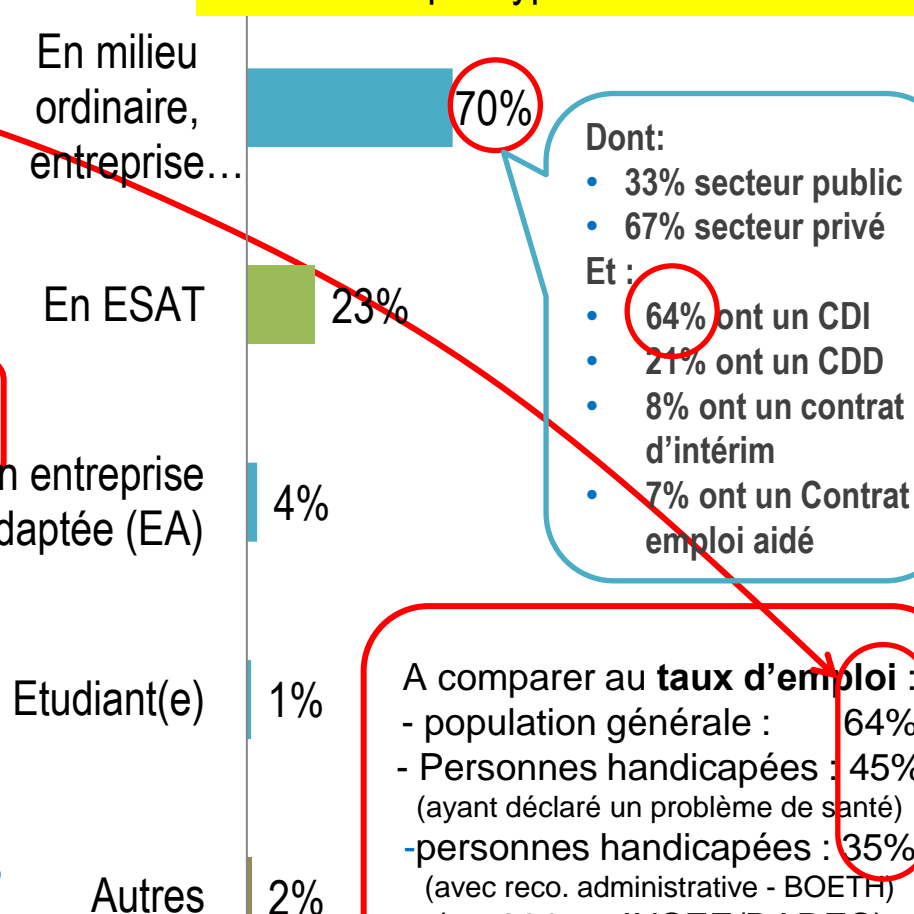 En milieu
ordinaire,
entreprise…
70%
Dont:
• 33% secteur public
• 67% secteur privé
Et :
• 64% ont un CDI
• 21% ont un CDD
• 8% ont un contrat
d’intérim
• 7% ont un Contrat
emploi aidé
En ESAT
23%
n entreprise
daptée (EA)
4%
Etudiant(e)
1%
Autres
2%
A comparer au taux d’emploi :
- population générale : 64%
- Personnes handicapées : 45%
(ayant déclaré un problème de santé)
-personnes handicapées : 35%
(avec reco. administrative - BOETH)